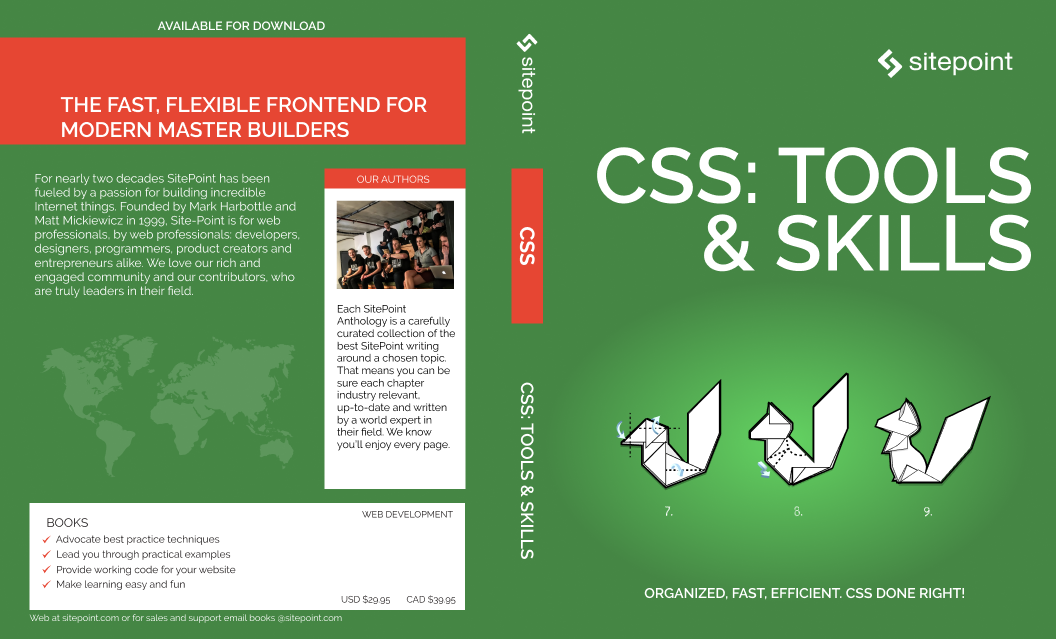 AVAILABLE FOR DOWNLOAD
THE FAST, FLEXIBLE FRONTEND FOR
MODERN MASTER BUILDERS
For nearly two decades SitePoint has been
fueled by a passion for building incredible
Internet things. Founded by Mark Harbottle and
Matt Mickiewicz in 1999, Site-Point is for web
professionals, by web professionals: developers,
designers, programmers, product creators and
entrepreneurs alike. We love our rich and
engaged community and our contributors, who
are truly leaders in their field.
OUR AUTHORS
Each SitePoint
Anthology is a carefully
curated collection of the
best SitePoint writing
around a chosen topic.
That means you can be
sure each chapter
industry relevant,
up-to-date and written
by a world expert in
their field. We know
you'll enjoy every page.
WEB DEVELOPMENT
BOOKS
Advocate best practice techniques
Lead you through practical examples
Provide working code for your website
Make learning easy and fun
USD $29.95 CAD $39.95
Web at sitepoint.com or for sales and support email books @sitepoint.com
sitepoint
CSS
CSS: TOOLS & SKILLS
sitepoint
CSS: TOOLS
& SKILLS
7. 8. 9.
ORGANIZED, FAST, EFFICIENT. CSS DONE RIGHT!